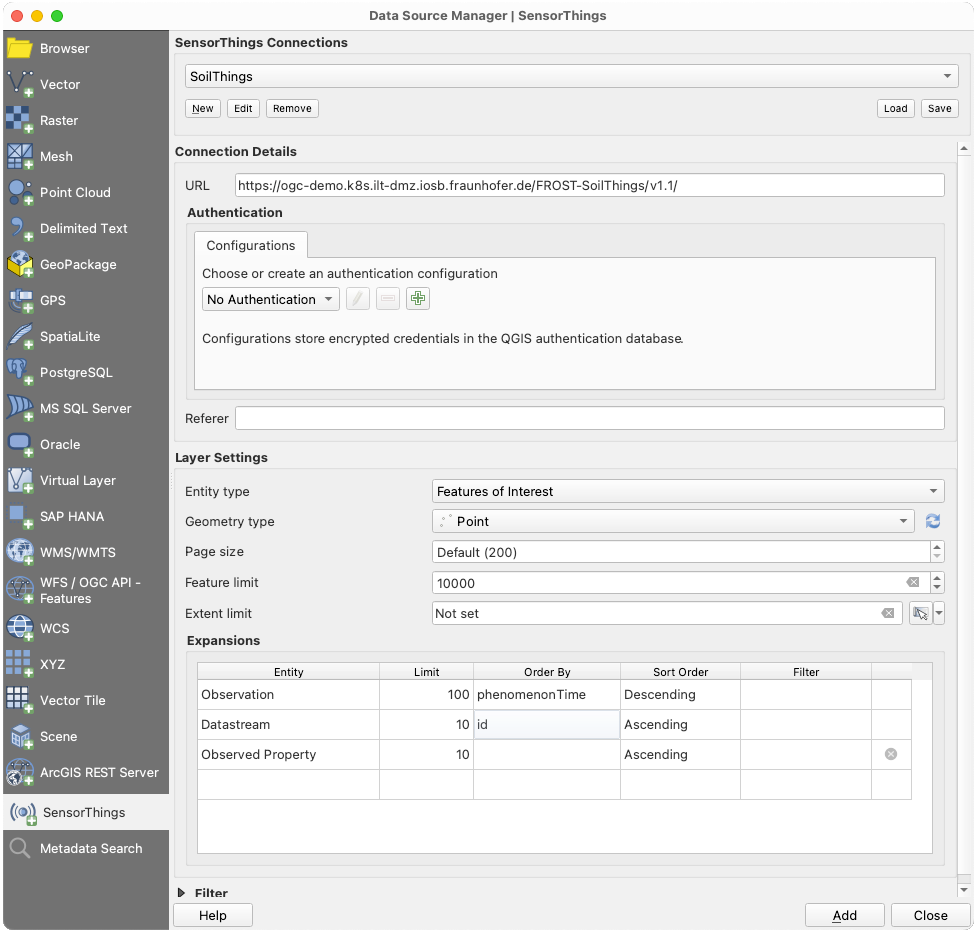 Data Source Manager | SensorThings
Browser
Vector
Raster
Mesh
Point Cloud
Delimited Text
GeoPackage
GPS
SpatiaLite
PostgreSQL
MS SQL Server
Oracle
Virtual Layer
SAP HANA
WMS/WMTS
WFS / OGC API -
Features
WCS
XYZ
Vector Tile
Scene
ArcGIS REST Server
SensorThings
Metadata Search
SensorThings Connections
SoilThings
New Edit Remove Load Save
Connection Details
URL https://ogc-demo.k8s.ilt-dmz.iosb.fraunhofer.de/FROST-SoilThings/v1.1/
Authentication
Configurations
Choose or create an authentication configuration
No Authentication
Configurations store encrypted credentials in the QGIS authentication database.
Referer
Layer Settings
Entity type Features of Interest
Geometry type Point
Page size Default (200)
Feature limit 10000
Extent limit Not set
Expansions
Entity Limit Order By Sort Order Filter
Observation 100 phenomenonTime Descending
Datastream 10 id Ascending
Observed Property 10 Ascending
Filter
Help Add Close